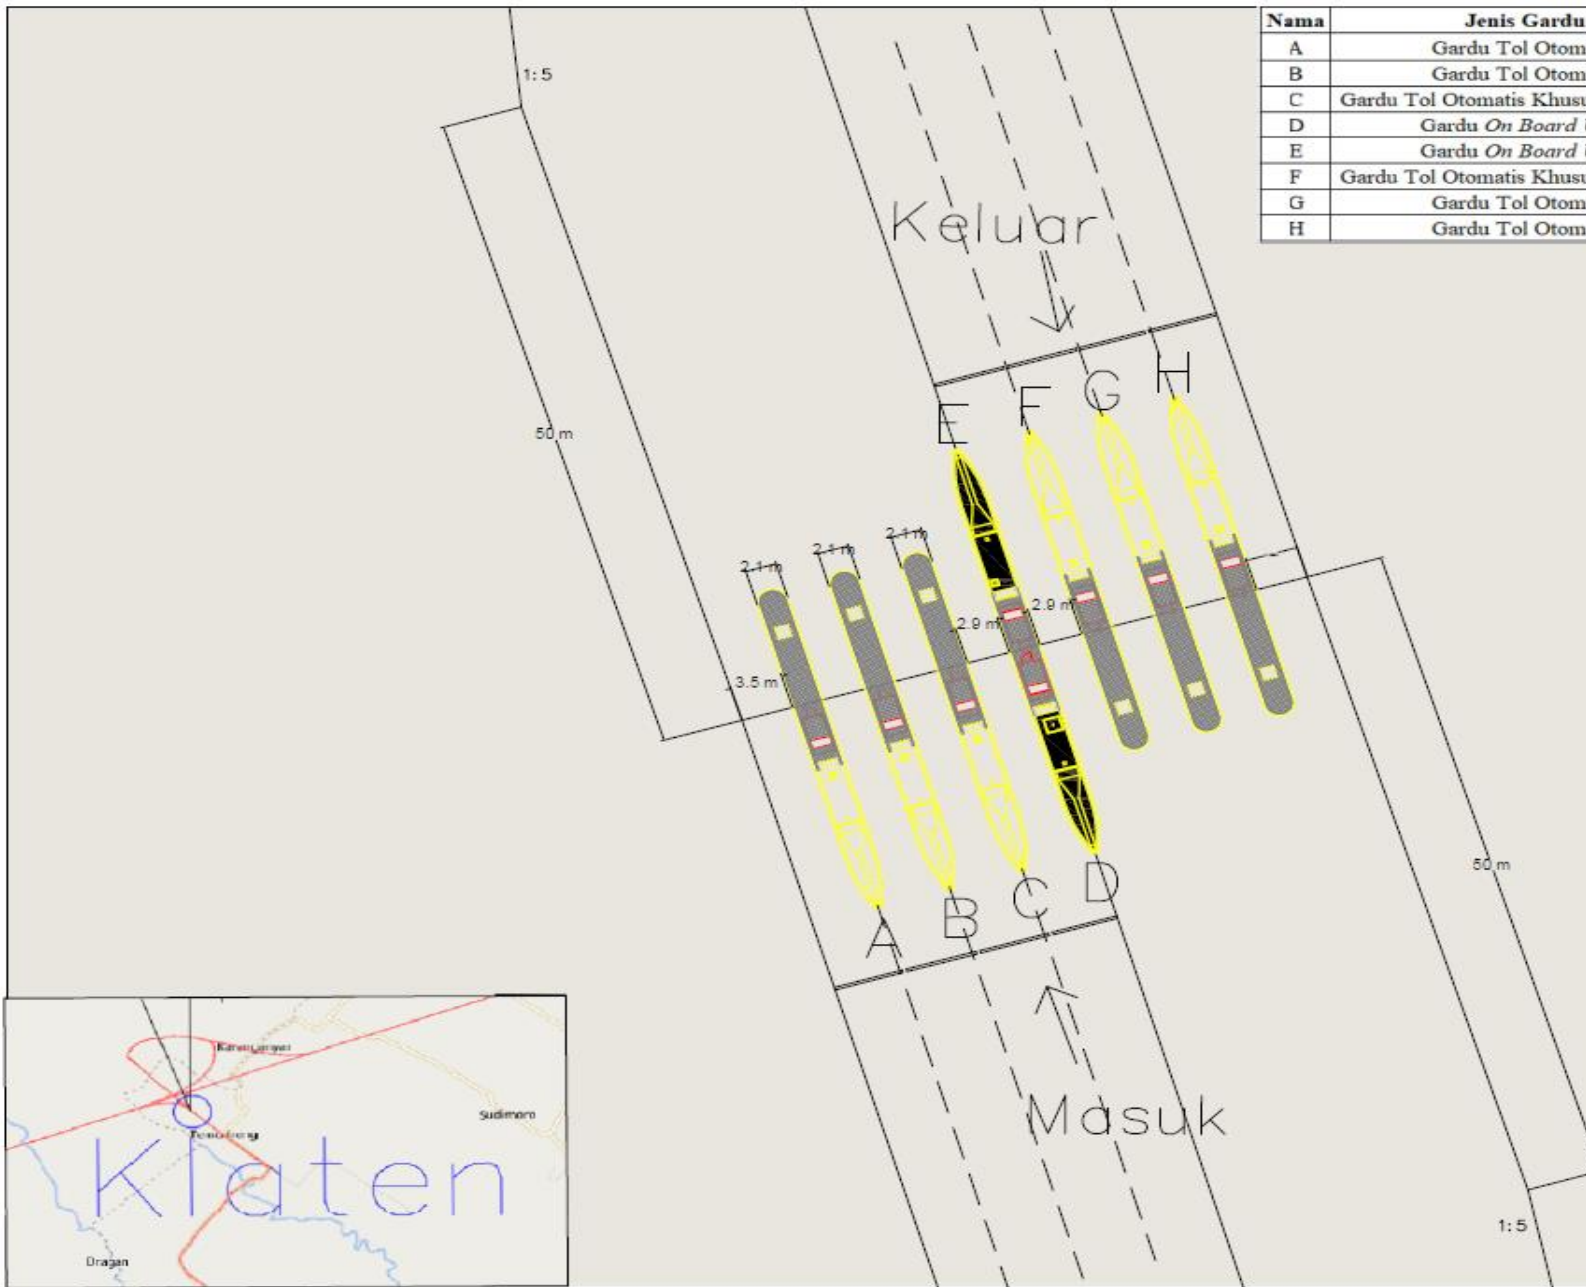 Nama Jenis Gardu
A Gardu Tol Otom
B Gardu Tol Otom
C Gardu Tol Otomatis Khusu
D Gardu On Board
E Gardu On Board
F Gardu Tol Otomatis Khusu
G Gardu Tol Otom
H Gardu Tol Otom
1:5
Keluar
50 m
E F G H
2.1 m
2.1 m
2.1 m
2.9 m
2.9 m
3.5 m
A B C D
50 m
Masuk
1:5
Sudimoro
Klaten
Dragan